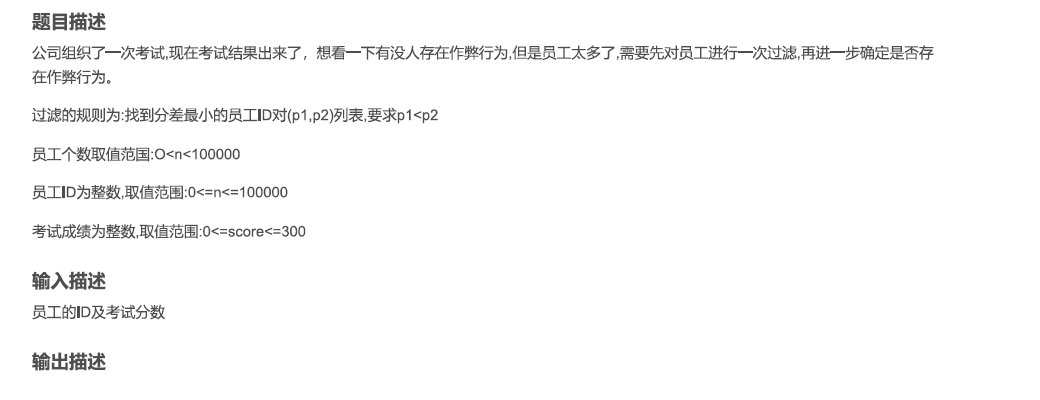 题目描述
公司组织了一次考试,现在考试结果出来了，想看一下有没人存在作弊行为,但是员工太多了,需要先对员工进行一次过滤,再进一步确定是否存
在作弊行为。
过滤的规则为:找到分差最小的员工ID对(p1,p2)列表,要求p1<p2
员工个数取值范国:O<n<100000
员工ID为整数,取值范围:0<=n<=100000
考试成绩为整数,取值范围:0<=score<=300
输入描述
员工的ID及考试分数
输出描述